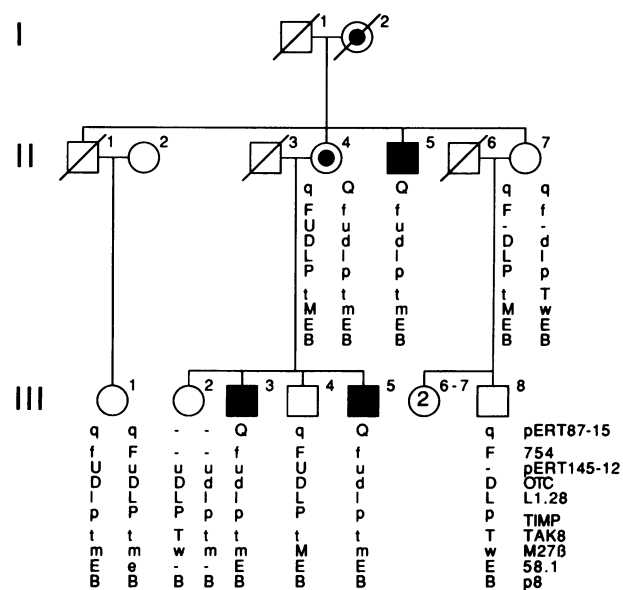 I 1 2
II 1 2 3 4 5 6 7
q Q Q q q
F f f F f
U u u - -
D d d D d
L l l L l
P p p P p
t t t t T
M m m M w
E E E E E
B B B B B
III 1 2 3 4 5 2 6-7 8
q q - - Q q Q q pERT87-15
f F - - f F f F 754
U u u u u U u - pERT145-12
D D D d d D d D OTC
l L L l l L l L L1.28
p P P p p P p P TIMP
t t T t t t t T TAK8
m m w m m M m w M27ß
E e - - E E E E 58.1
B B B B B B B B p8